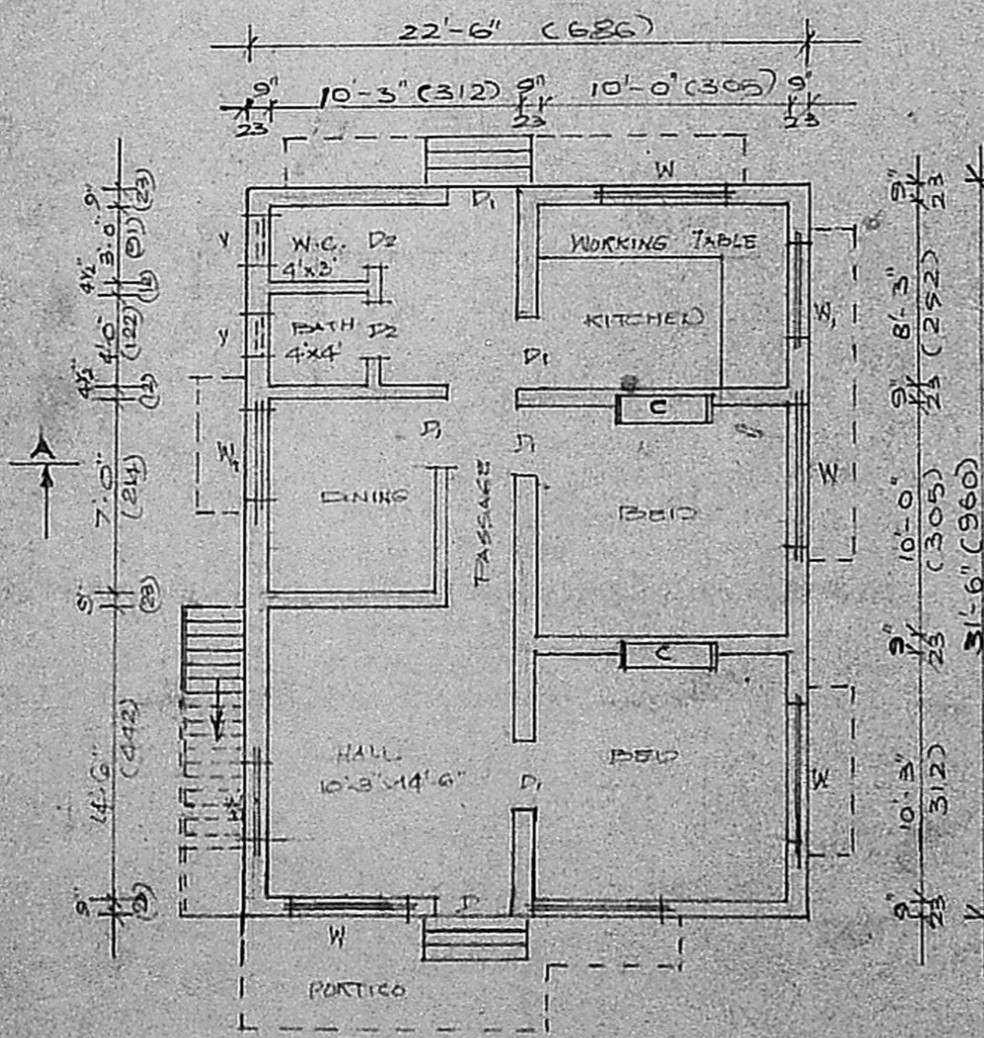 22'-6" (686)
9" 10'-3" (312) 9" 10'-0" (305) 9"
23 23 23
W
D1
W.C. D2
4'x3'
WORKING TABLE
BATH D2
4'x4'
KITCHEN
W1
D1
C
D1
DINING
PASSAGE
BED
W
C
HALL
10'-3"x14'-6"
BED
D1
W
D
W
PORTICO
9" (23)
3'-0"
4½"
4'-0" (122)
4½"
7'-0"
14'-6" (442)
9"
9" 23
8'-3" (252)
9" 23
10'-0" (305)
9" 23
10'-3" 312)
9" 23
31'-6" (960)